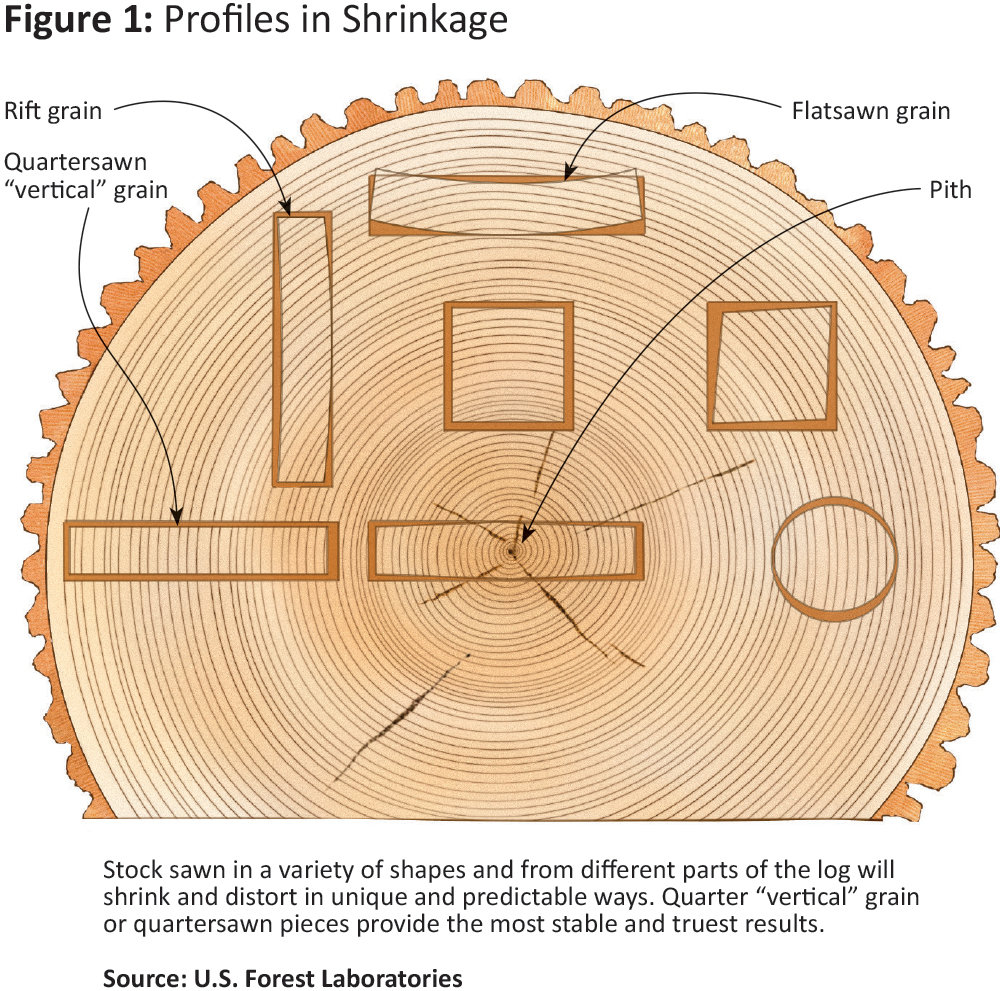 Figure 1: Profiles in Shrinkage
Rift grain
Flatsawn grain
Quartersawn
“vertical” grain
Pith
Stock sawn in a variety of shapes and from different parts of the log will
shrink and distort in unique and predictable ways. Quarter “vertical” grain
or quartersawn pieces provide the most stable and truest results.
Source: U.S. Forest Laboratories